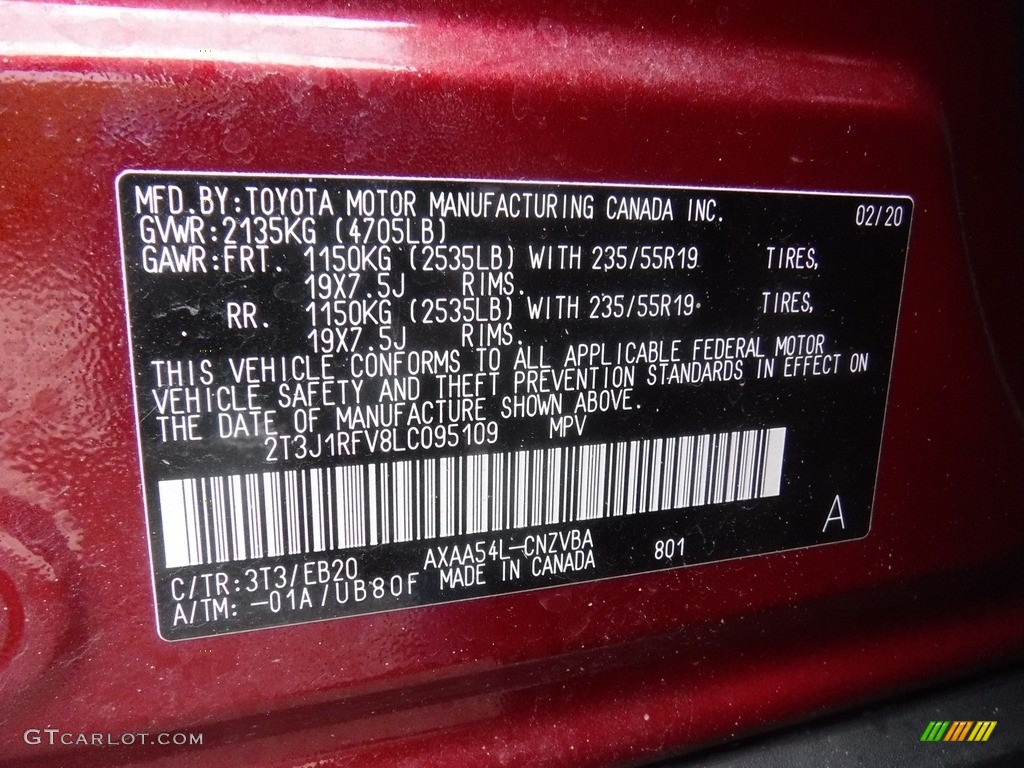 MFD.BY:TOYOTA MOTOR MANUFACTURING CANADA INC. 02/20
GVWR:2135KG (4705LB)
GAWR:FRT. 1150KG (2535LB) WITH 235/55R19 TIRES,
19X7.5J RIMS.
RR. 1150KG (2535LB) WITH 235/55R19 TIRES,
19X7.5J RIMS.
THIS VEHICLE CONFORMS TO ALL APPLICABLE FEDERAL MOTOR
VEHICLE SAFETY AND THEFT PREVENTION STANDARDS IN EFFECT ON
THE DATE OF MANUFACTURE SHOWN ABOVE.
2T3J1RFV8LC095109 MPV
A
AXAA54L-CNZVBA 801
C/TR:3T3/EB20 MADE IN CANADA
A/TM:-01A/UB80F
GTCARLOT.COM